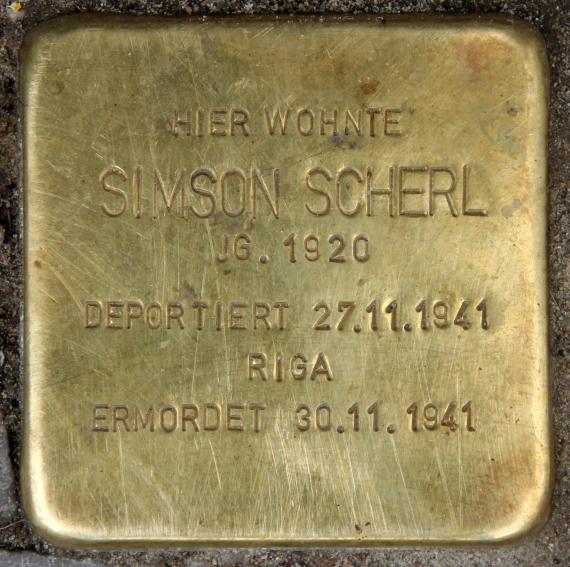 HIER WOHNTE
SIMSON SCHERL
JG. 1920
DEPORTIERT 27.11.1941
RIGA
ERMORDET 30.11.1941